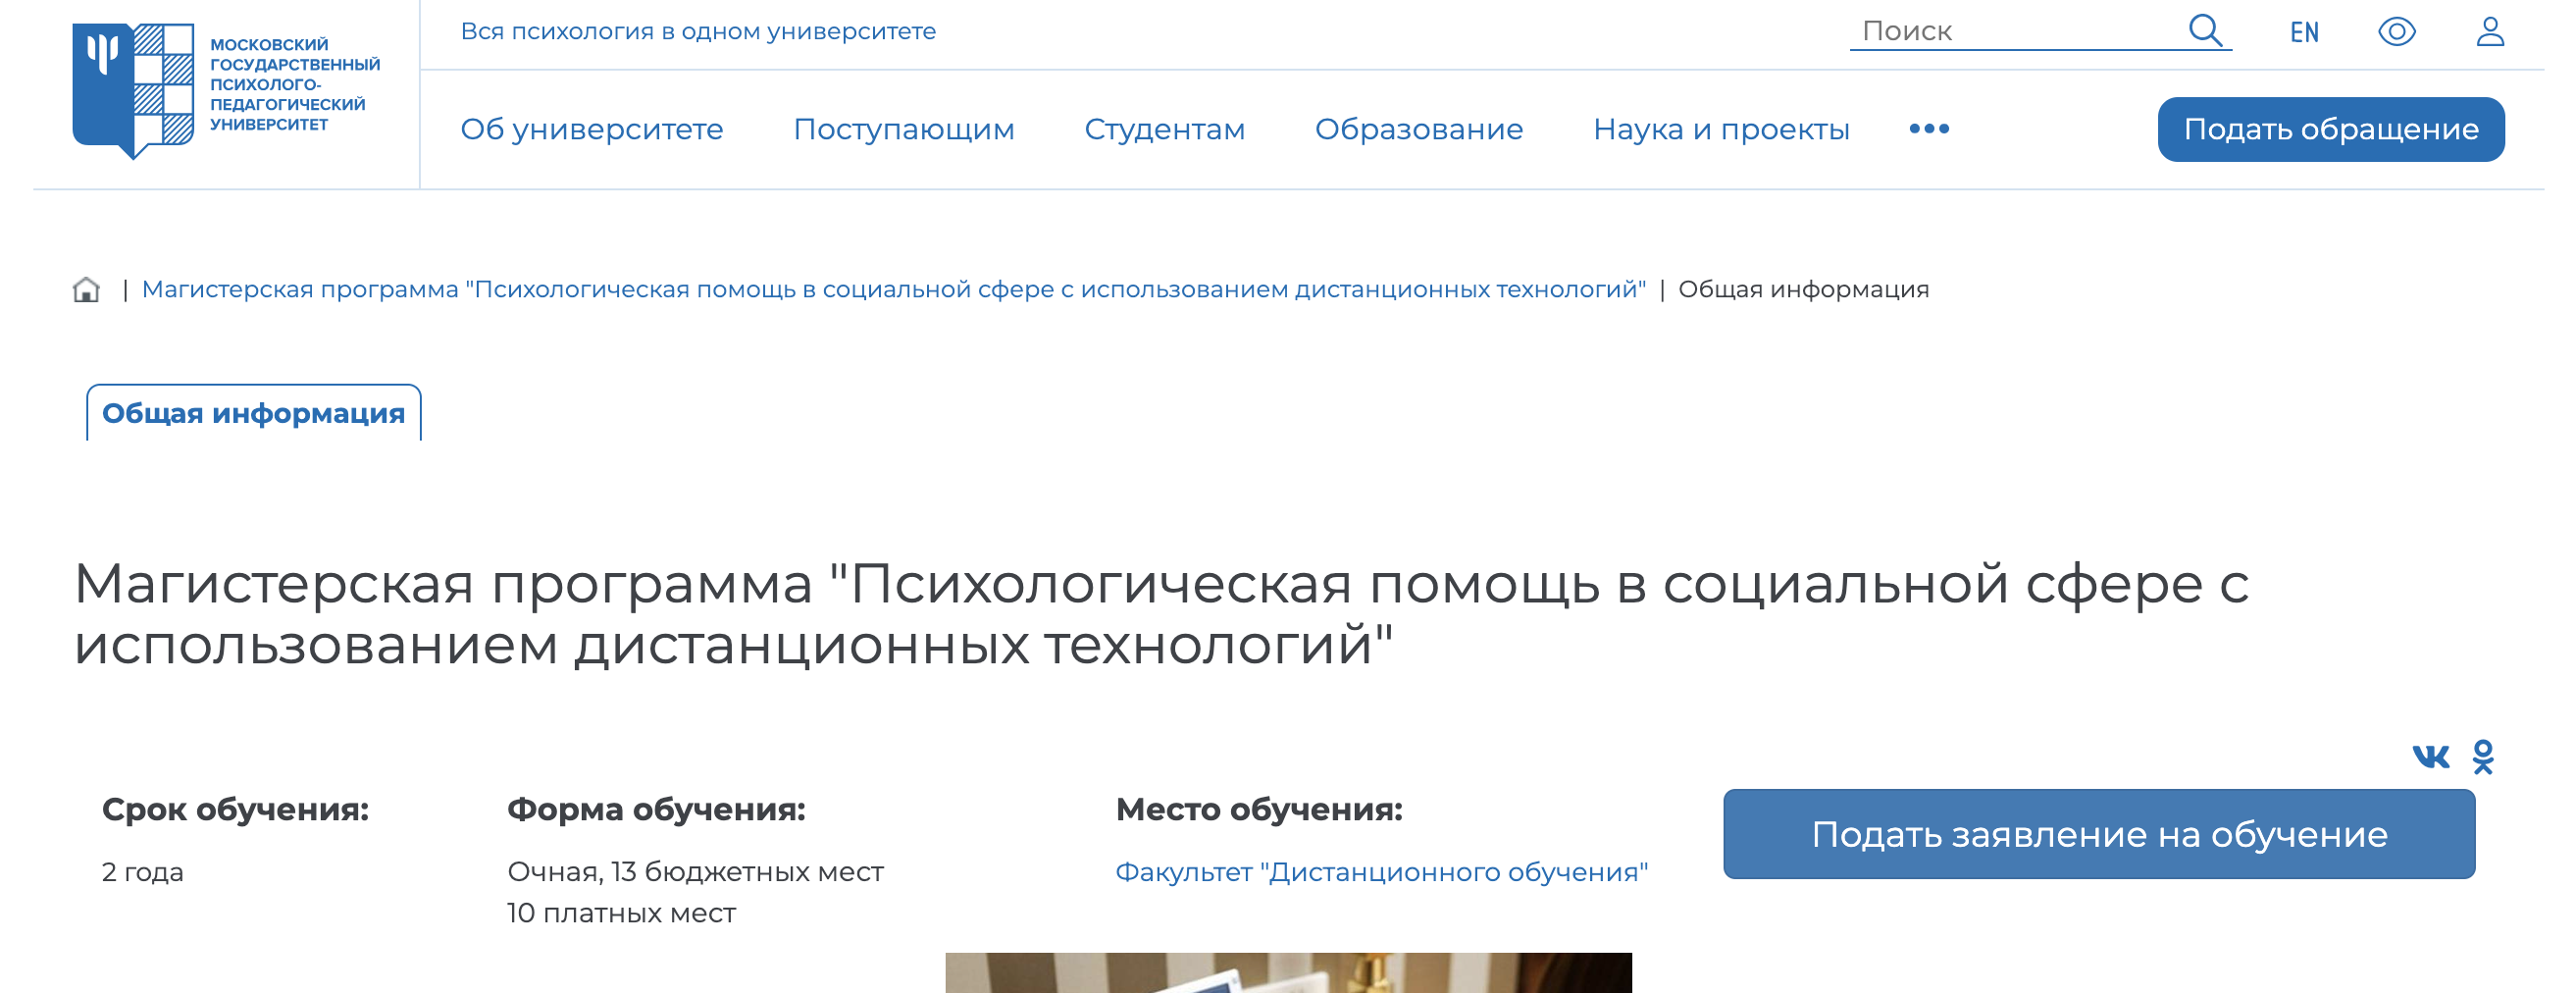 МОСКОВСКИЙ
ГОСУДАРСТВЕННЫЙ
ПСИХОЛОГО-
ПЕДАГОГИЧЕСКИЙ
УНИВЕРСИТЕТ
Вся психология в одном университете
Поиск
EN
Об университете
Поступающим
Студентам
Образование
Наука и проекты
•••
Подать обращение
| Магистерская программа "Психологическая помощь в социальной сфере с использованием дистанционных технологий" | Общая информация
Общая информация
Магистерская программа "Психологическая помощь в социальной сфере с
использованием дистанционных технологий"
Срок обучения:
2 года
Форма обучения:
Очная, 13 бюджетных мест
10 платных мест
Место обучения:
Факультет "Дистанционного обучения"
Подать заявление на обучение